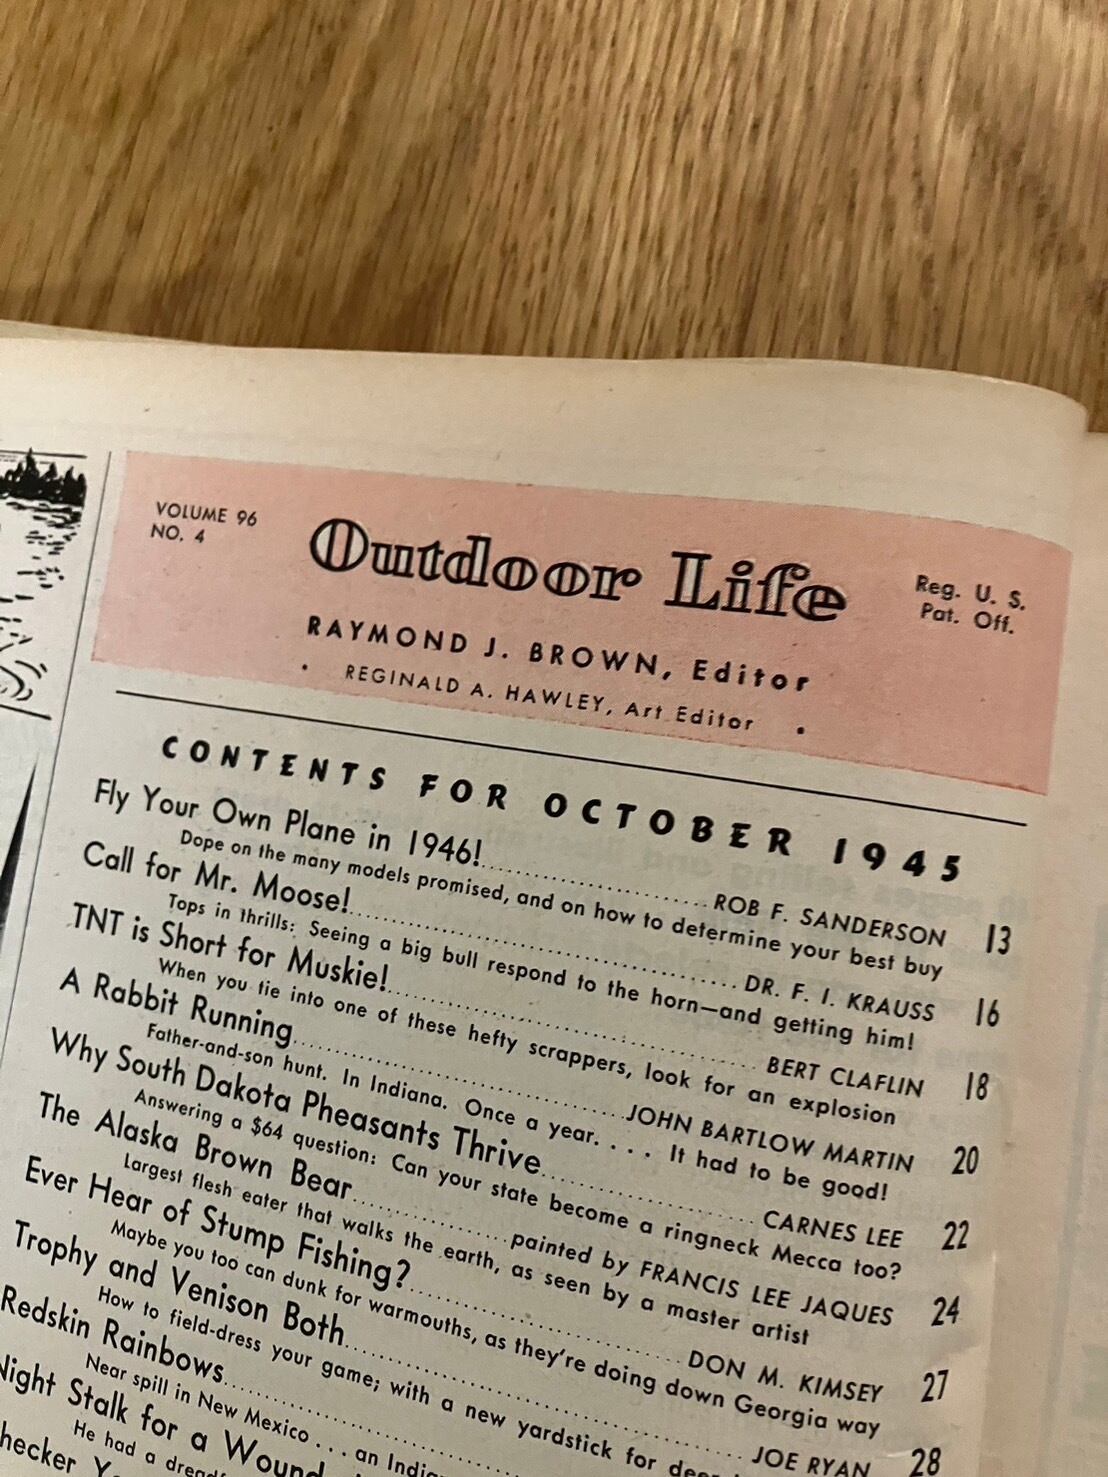 VOLUME 96
NO. 4
Outdoor Life
Reg. U. S.
Pat. Off.
RAYMOND J. BROWN, Editor
• REGINALD A. HAWLEY, Art Editor •
CONTENTS FOR OCTOBER 1945
Fly Your Own Plane in 1946!..........ROB F. SANDERSON 13
Dope on the many models promised, and on how to determine your best buy
Call for Mr. Moose!..........DR. F. I. KRAUSS 16
Tops in thrills: Seeing a big bull respond to the horn—and getting him!
TNT is Short for Muskie!..........BERT CLAFLIN 18
When you tie into one of these hefty scrappers, look for an explosion
A Rabbit Running..........JOHN BARTLOW MARTIN 20
Father-and-son hunt. In Indiana. Once a year. . . . It had to be good!
Why South Dakota Pheasants Thrive..........CARNES LEE 22
Answering a $64 question: Can your state become a ringneck Mecca too?
The Alaska Brown Bear..........painted by FRANCIS LEE JAQUES 24
Largest flesh eater that walks the earth, as seen by a master artist
Ever Hear of Stump Fishing?..........DON M. KIMSEY 27
Maybe you too can dunk for warmouths, as they're doing down Georgia way
Trophy and Venison Both..........JOE RYAN 28
How to field-dress your game; with a new yardstick for
Redskin Rainbows..........
Near spill in New Mexico . . . an
Night Stalk for a
He had a